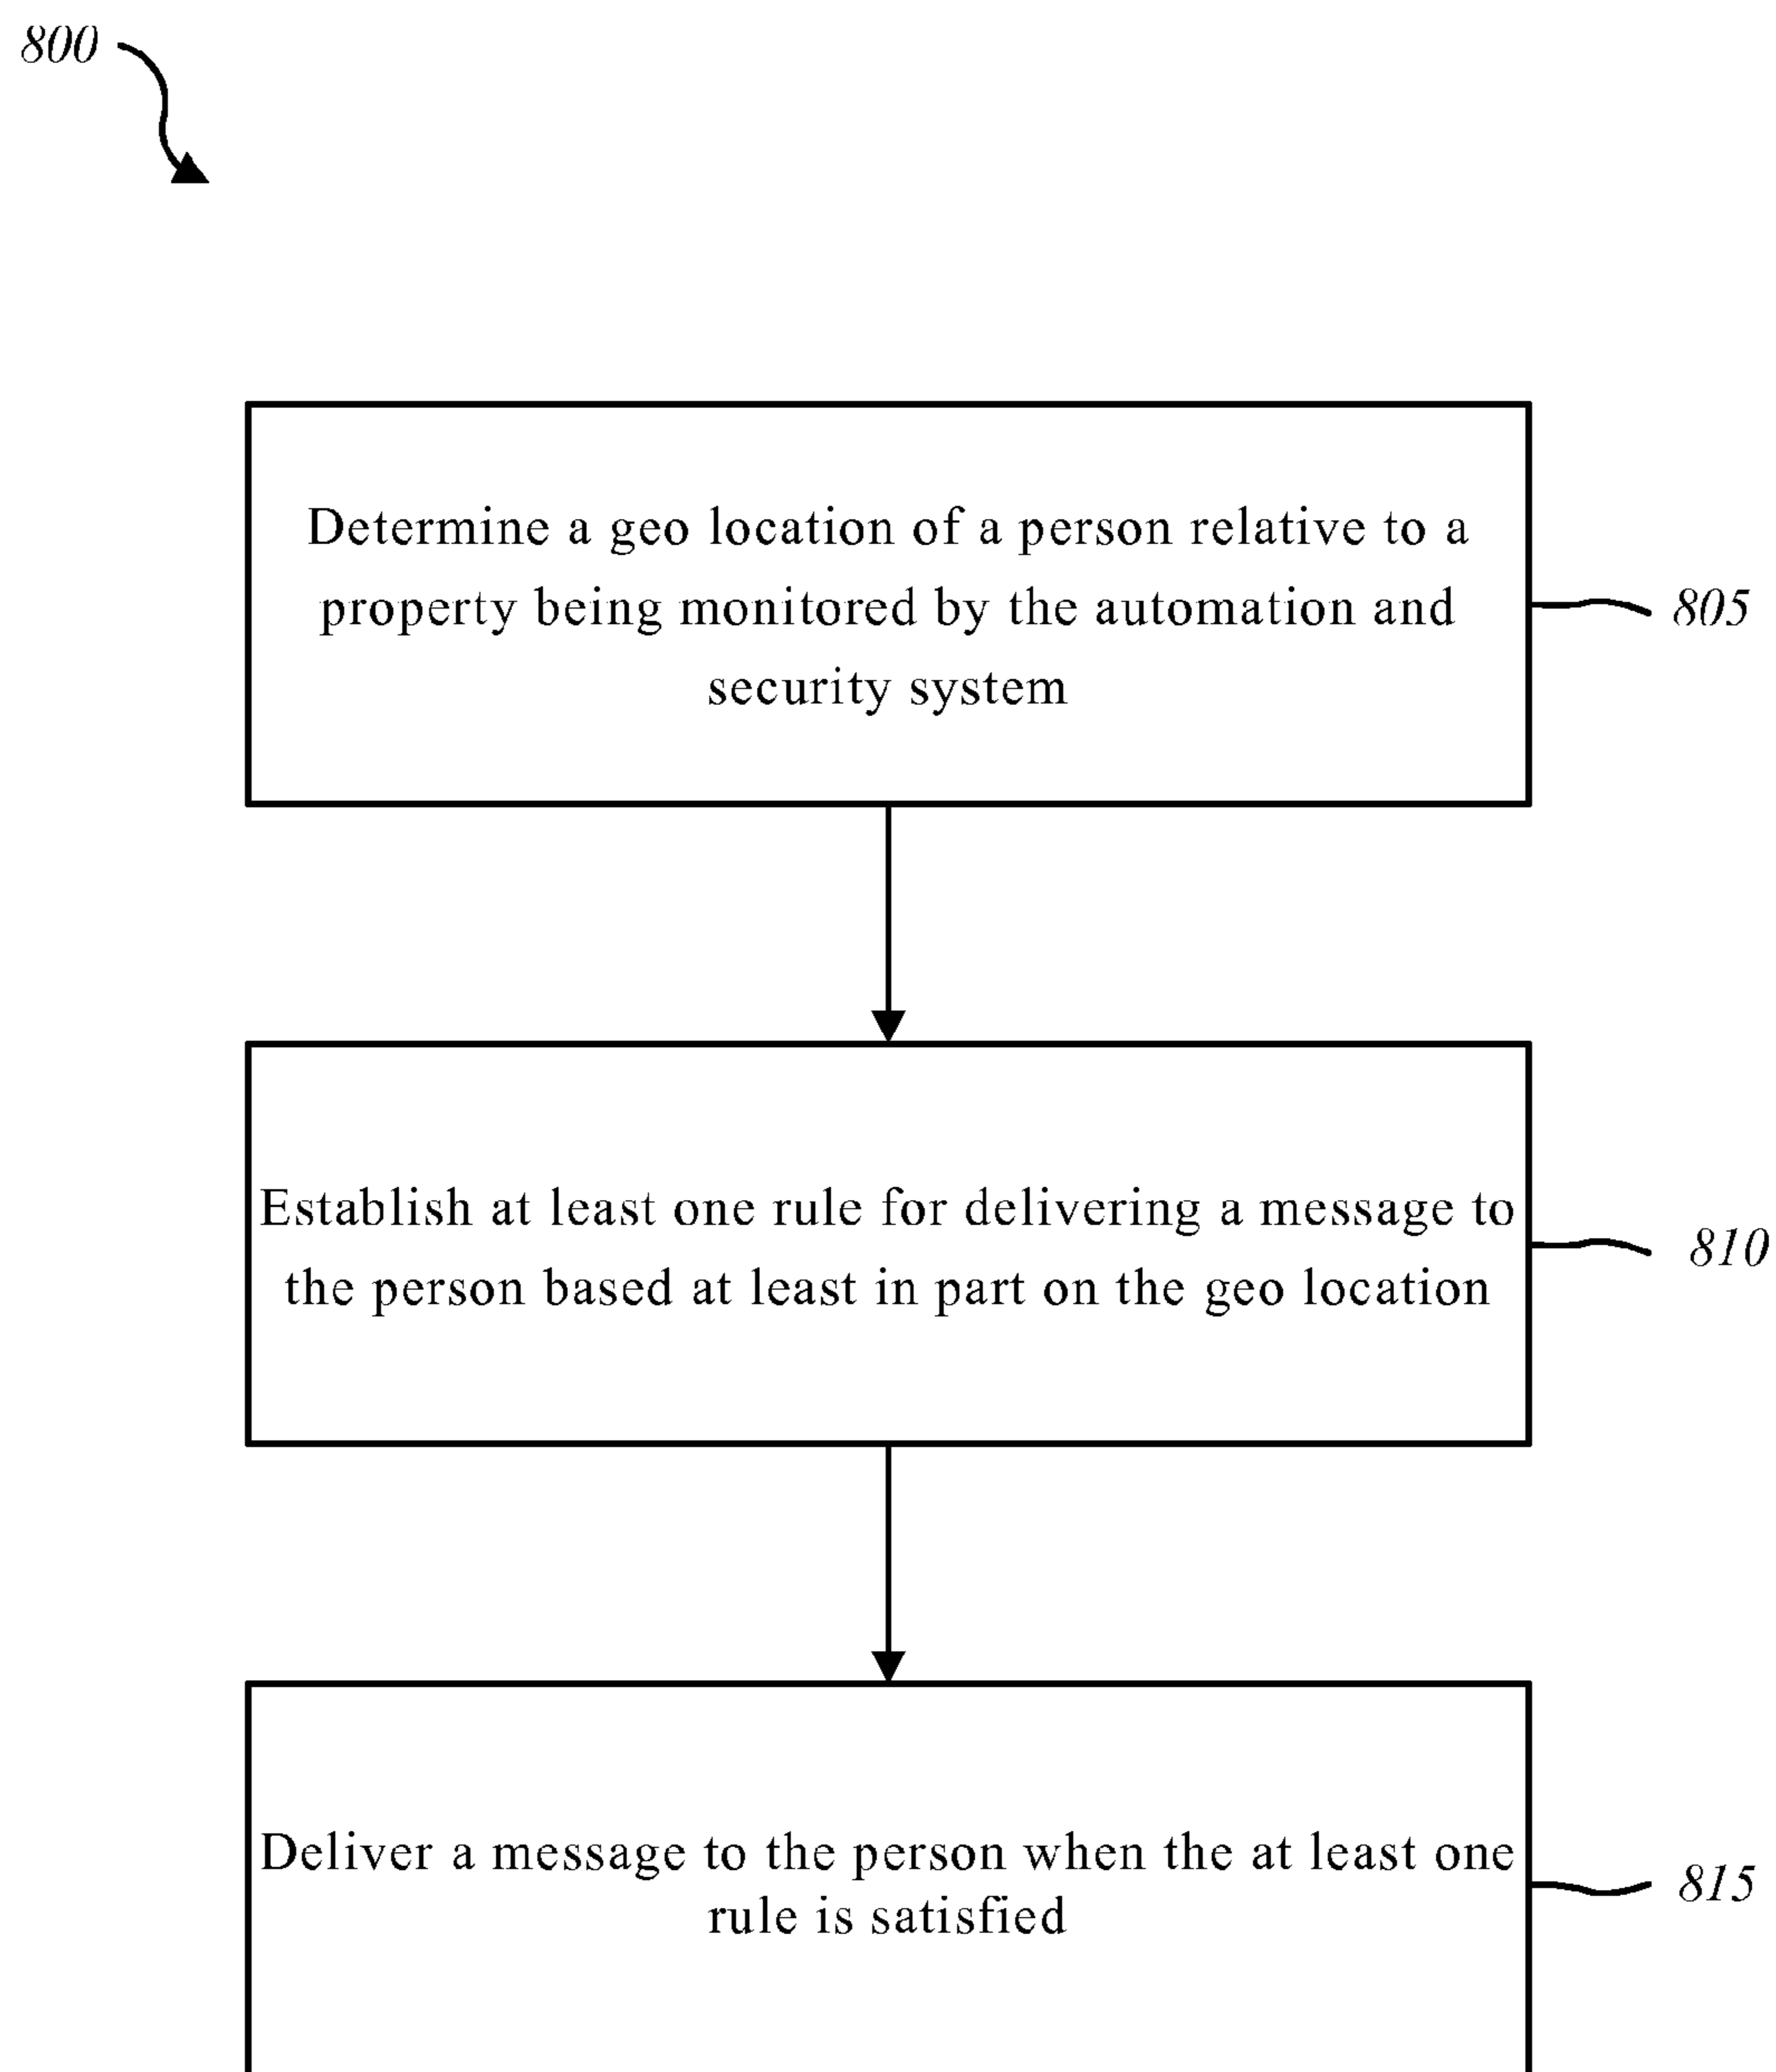 800
Determine a geo location of a person relative to a
property being monitored by the automation and
security system
805
Establish at least one rule for delivering a message to
the person based at least in part on the geo location
810
Deliver a message to the person when the at least one
rule is satisfied
815